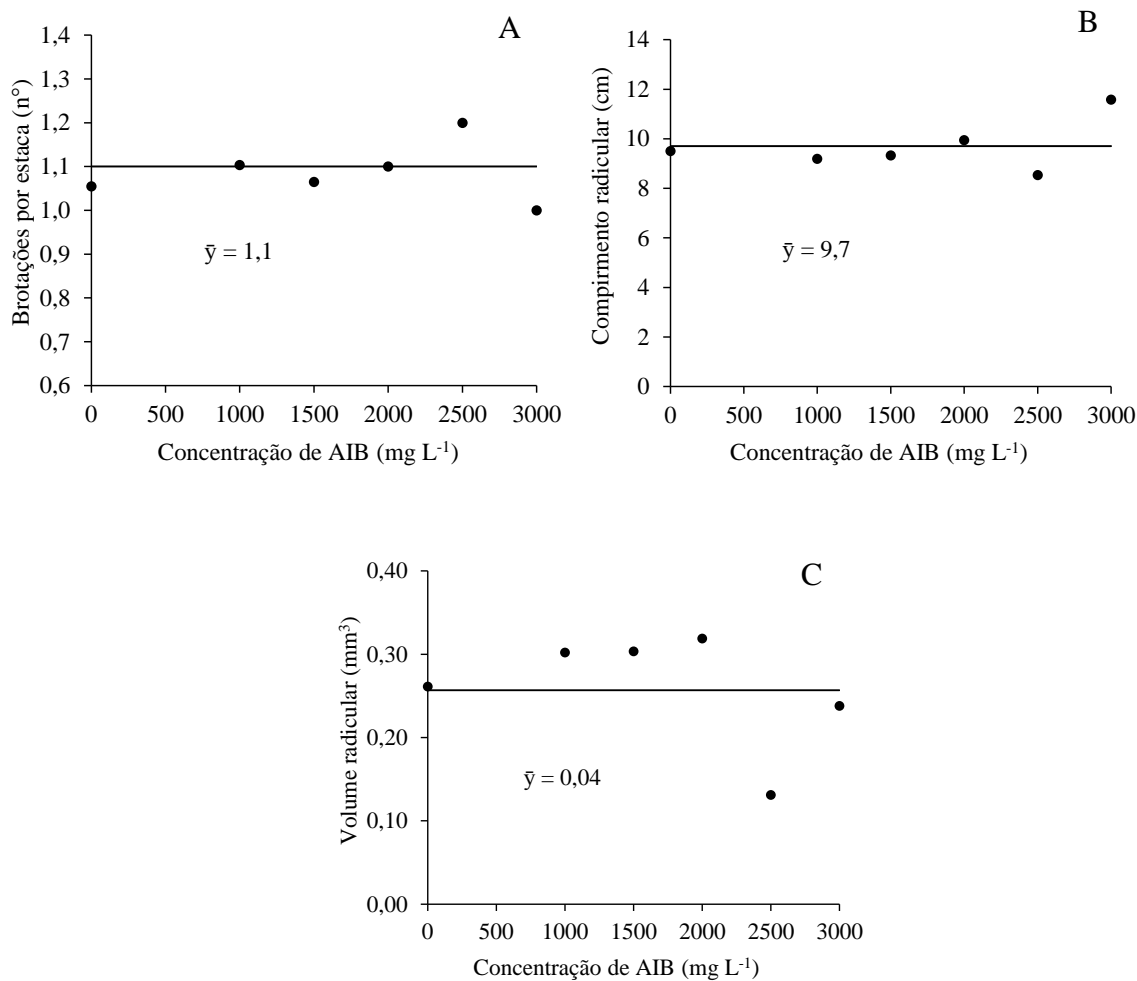 A
Brotações por estaca (n°)
1,4
1,3
1,2
1,1
1,0
0,9
0,8
0,7
0,6
ȳ = 1,1
0 500 1000 1500 2000 2500 3000
Concentração de AIB (mg L⁻¹)
B
Compirmento radicular (cm)
14
12
10
8
6
4
2
0
ȳ = 9,7
0 500 1000 1500 2000 2500 3000
Concentração de AIB (mg L⁻¹)
C
Volume radicular (mm³)
0,40
0,30
0,20
0,10
0,00
ȳ = 0,04
0 500 1000 1500 2000 2500 3000
Concentração de AIB (mg L⁻¹)